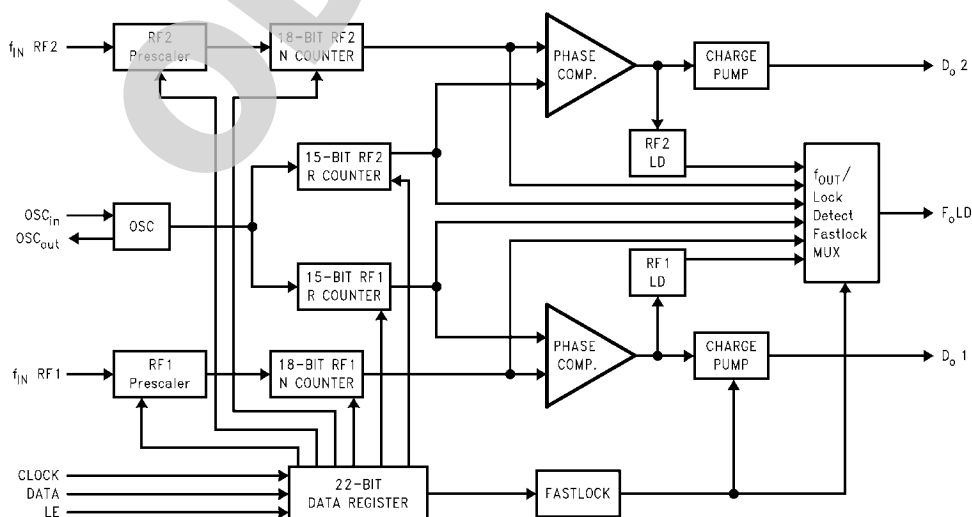 f_IN RF2
RF2
Prescaler
18-BIT RF2
N COUNTER
PHASE
COMP.
CHARGE
PUMP
D_o 2
RF2
LD
15-BIT RF2
R COUNTER
OSC_in
OSC_out
OSC
f_OUT/
Lock
Detect
Fastlock
MUX
F_oLD
15-BIT RF1
R COUNTER
RF1
LD
PHASE
COMP.
CHARGE
PUMP
D_o 1
f_IN RF1
RF1
Prescaler
18-BIT RF1
N COUNTER
CLOCK
DATA
LE
22-BIT
DATA REGISTER
FASTLOCK